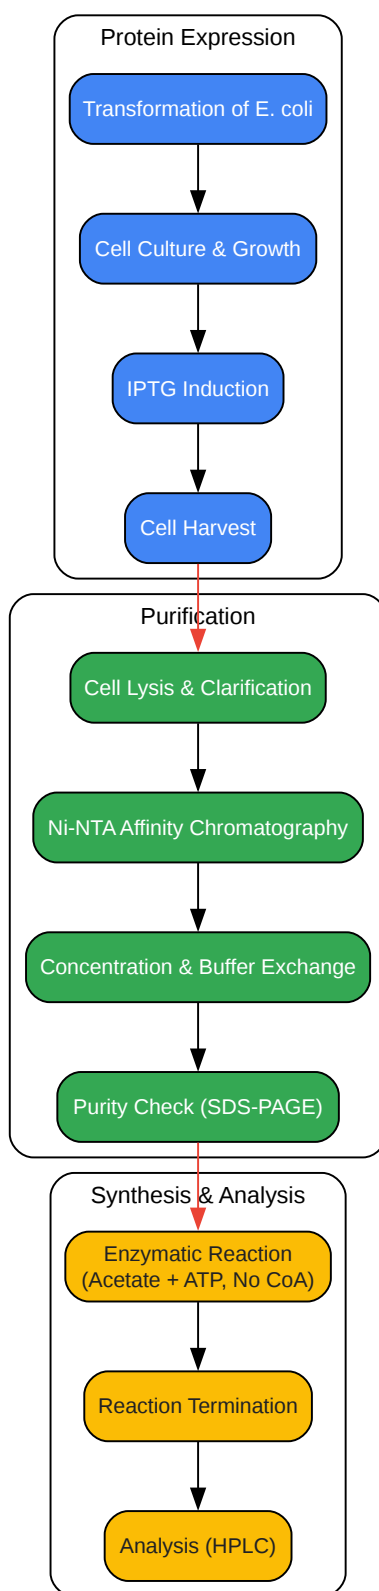 Protein Expression
Transformation of E. coli
Cell Culture & Growth
IPTG Induction
Cell Harvest
Purification
Cell Lysis & Clarification
Ni-NTA Affinity Chromatography
Concentration & Buffer Exchange
Purity Check (SDS-PAGE)
Synthesis & Analysis
Enzymatic Reaction
(Acetate + ATP, No CoA)
Reaction Termination
Analysis (HPLC)